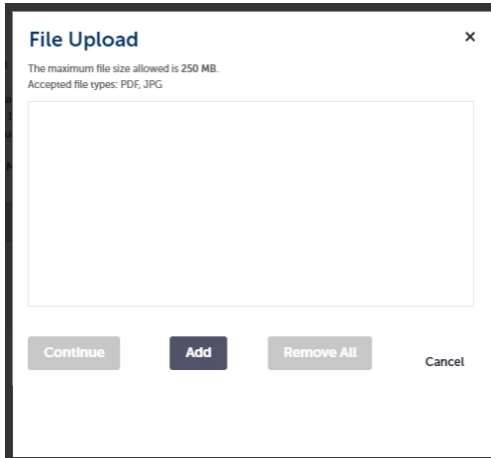 File Upload
×
The maximum file size allowed is 250 MB.
Accepted file types: PDF, JPG
Continue
Add
Remove All
Cancel